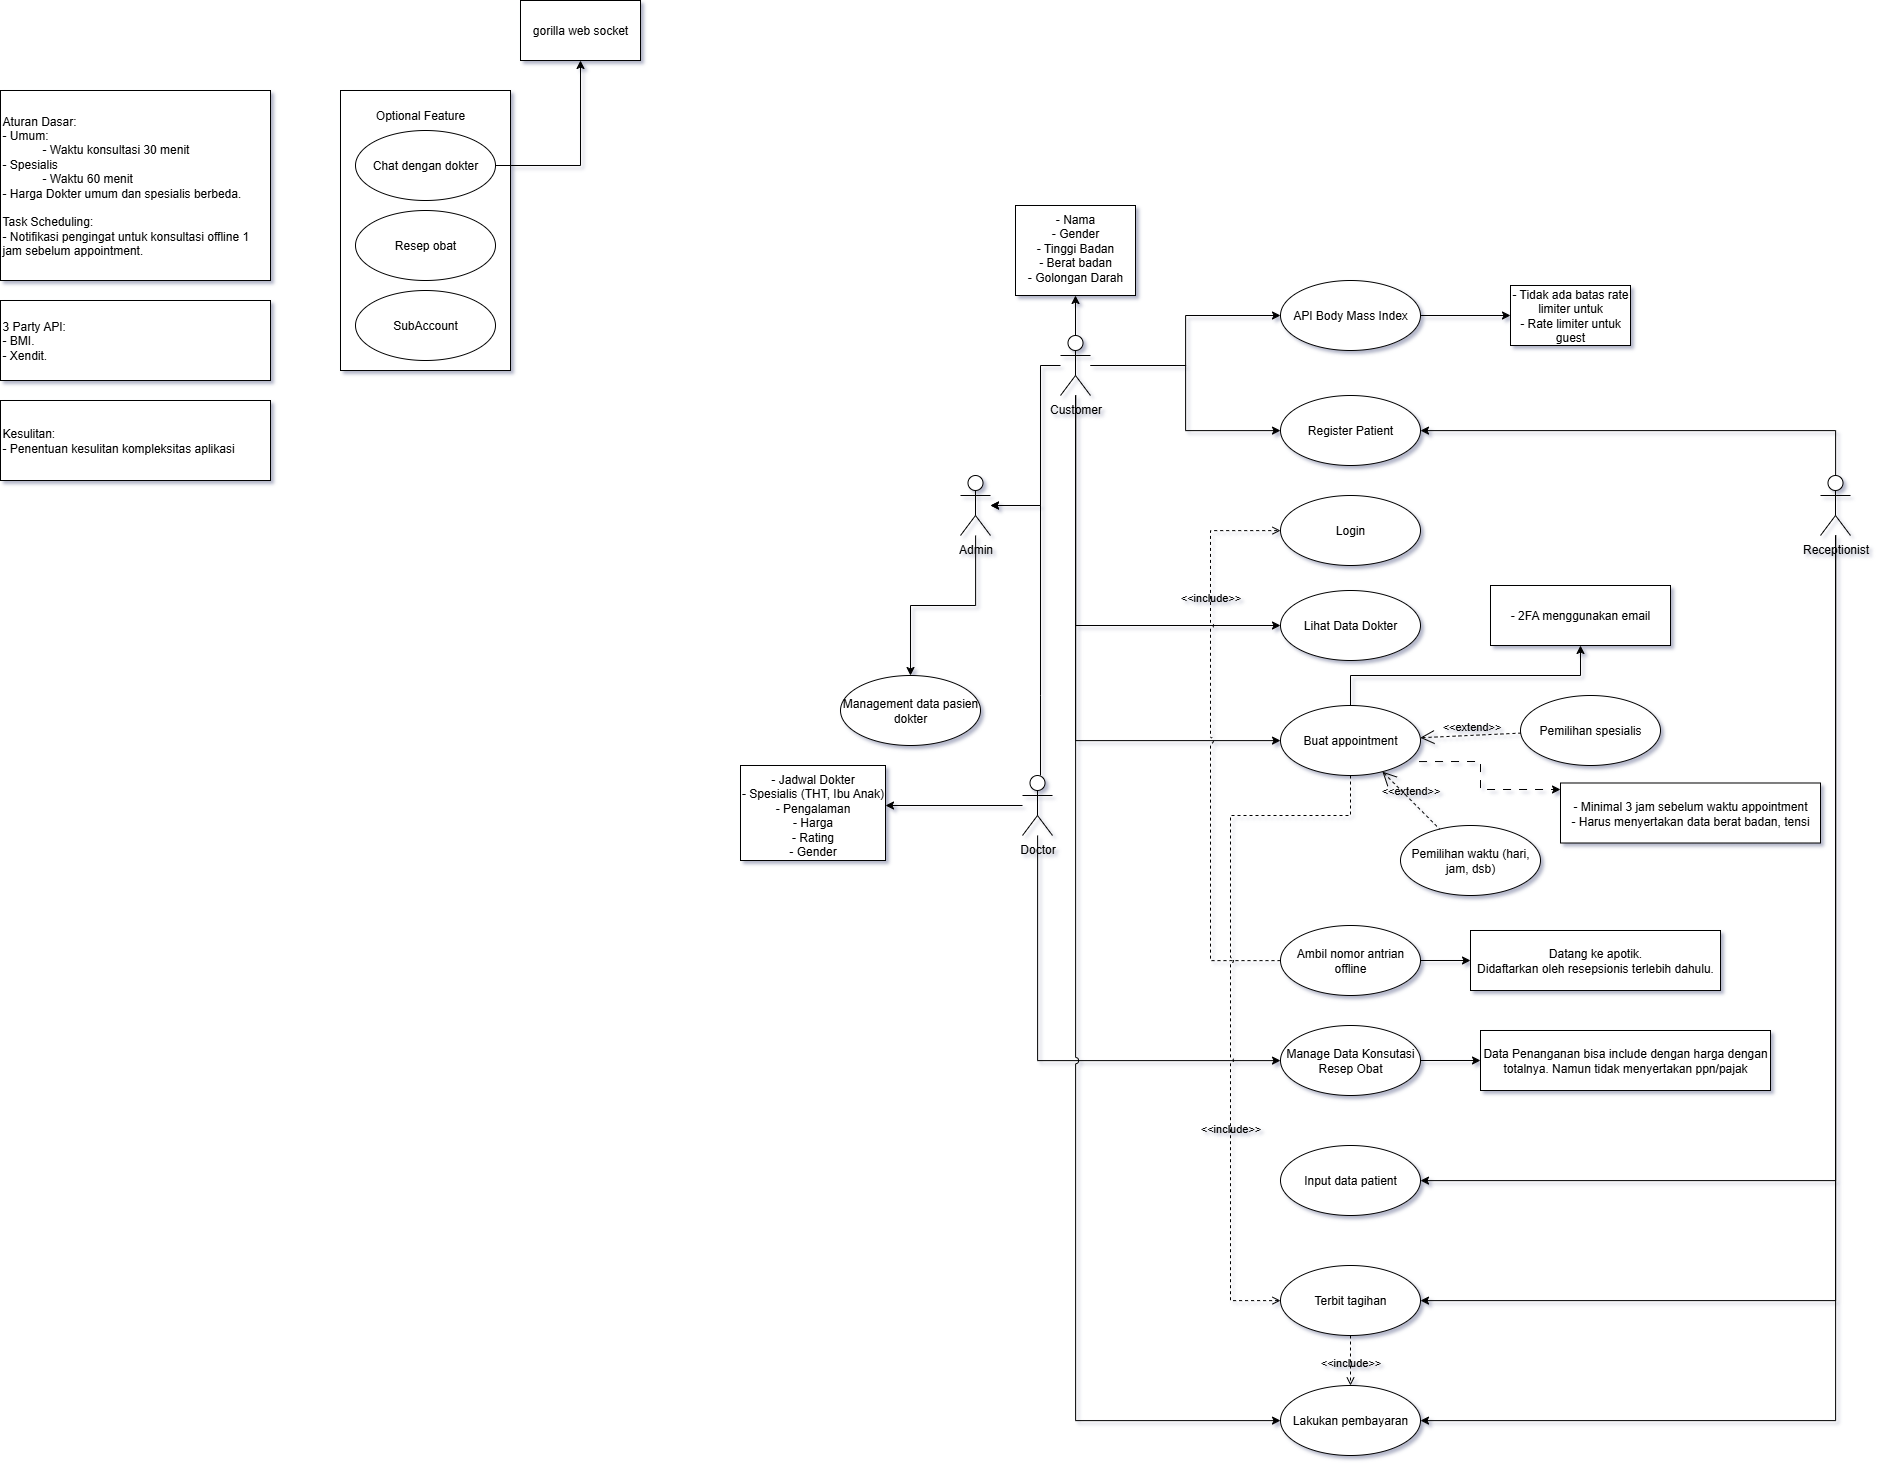 gorilla web socket
Aturan Dasar:
- Umum:
- Waktu konsultasi 30 menit
- Spesialis
- Waktu 60 menit
- Harga Dokter umum dan spesialis berbeda.
Task Scheduling:
- Notifikasi pengingat untuk konsultasi offline 1
jam sebelum appointment.
3 Party API:
- BMI.
- Xendit.
Kesulitan:
- Penentuan kesulitan kompleksitas aplikasi
Optional Feature
Chat dengan dokter
Resep obat
SubAccount
- Nama
- Gender
- Tinggi Badan
- Berat badan
- Golongan Darah
Customer
API Body Mass Index
- Tidak ada batas rate
limiter untuk
- Rate limiter untuk
guest
Register Patient
Admin
Receptionist
Login
<<include>>
Lihat Data Dokter
- 2FA menggunakan email
Management data pasien
dokter
Buat appointment
<<extend>>
Pemilihan spesialis
<<extend>>
- Minimal 3 jam sebelum waktu appointment
- Harus menyertakan data berat badan, tensi
- Jadwal Dokter
- Spesialis (THT, Ibu Anak)
- Pengalaman
- Harga
- Rating
- Gender
Doctor
Pemilihan waktu (hari,
jam, dsb)
Ambil nomor antrian
offline
Datang ke apotik.
Didaftarkan oleh resepsionis terlebih dahulu.
Manage Data Konsutasi
Resep Obat
Data Penanganan bisa include dengan harga dengan
totalnya. Namun tidak menyertakan ppn/pajak
<<include>>
Input data patient
Terbit tagihan
<<include>>
Lakukan pembayaran